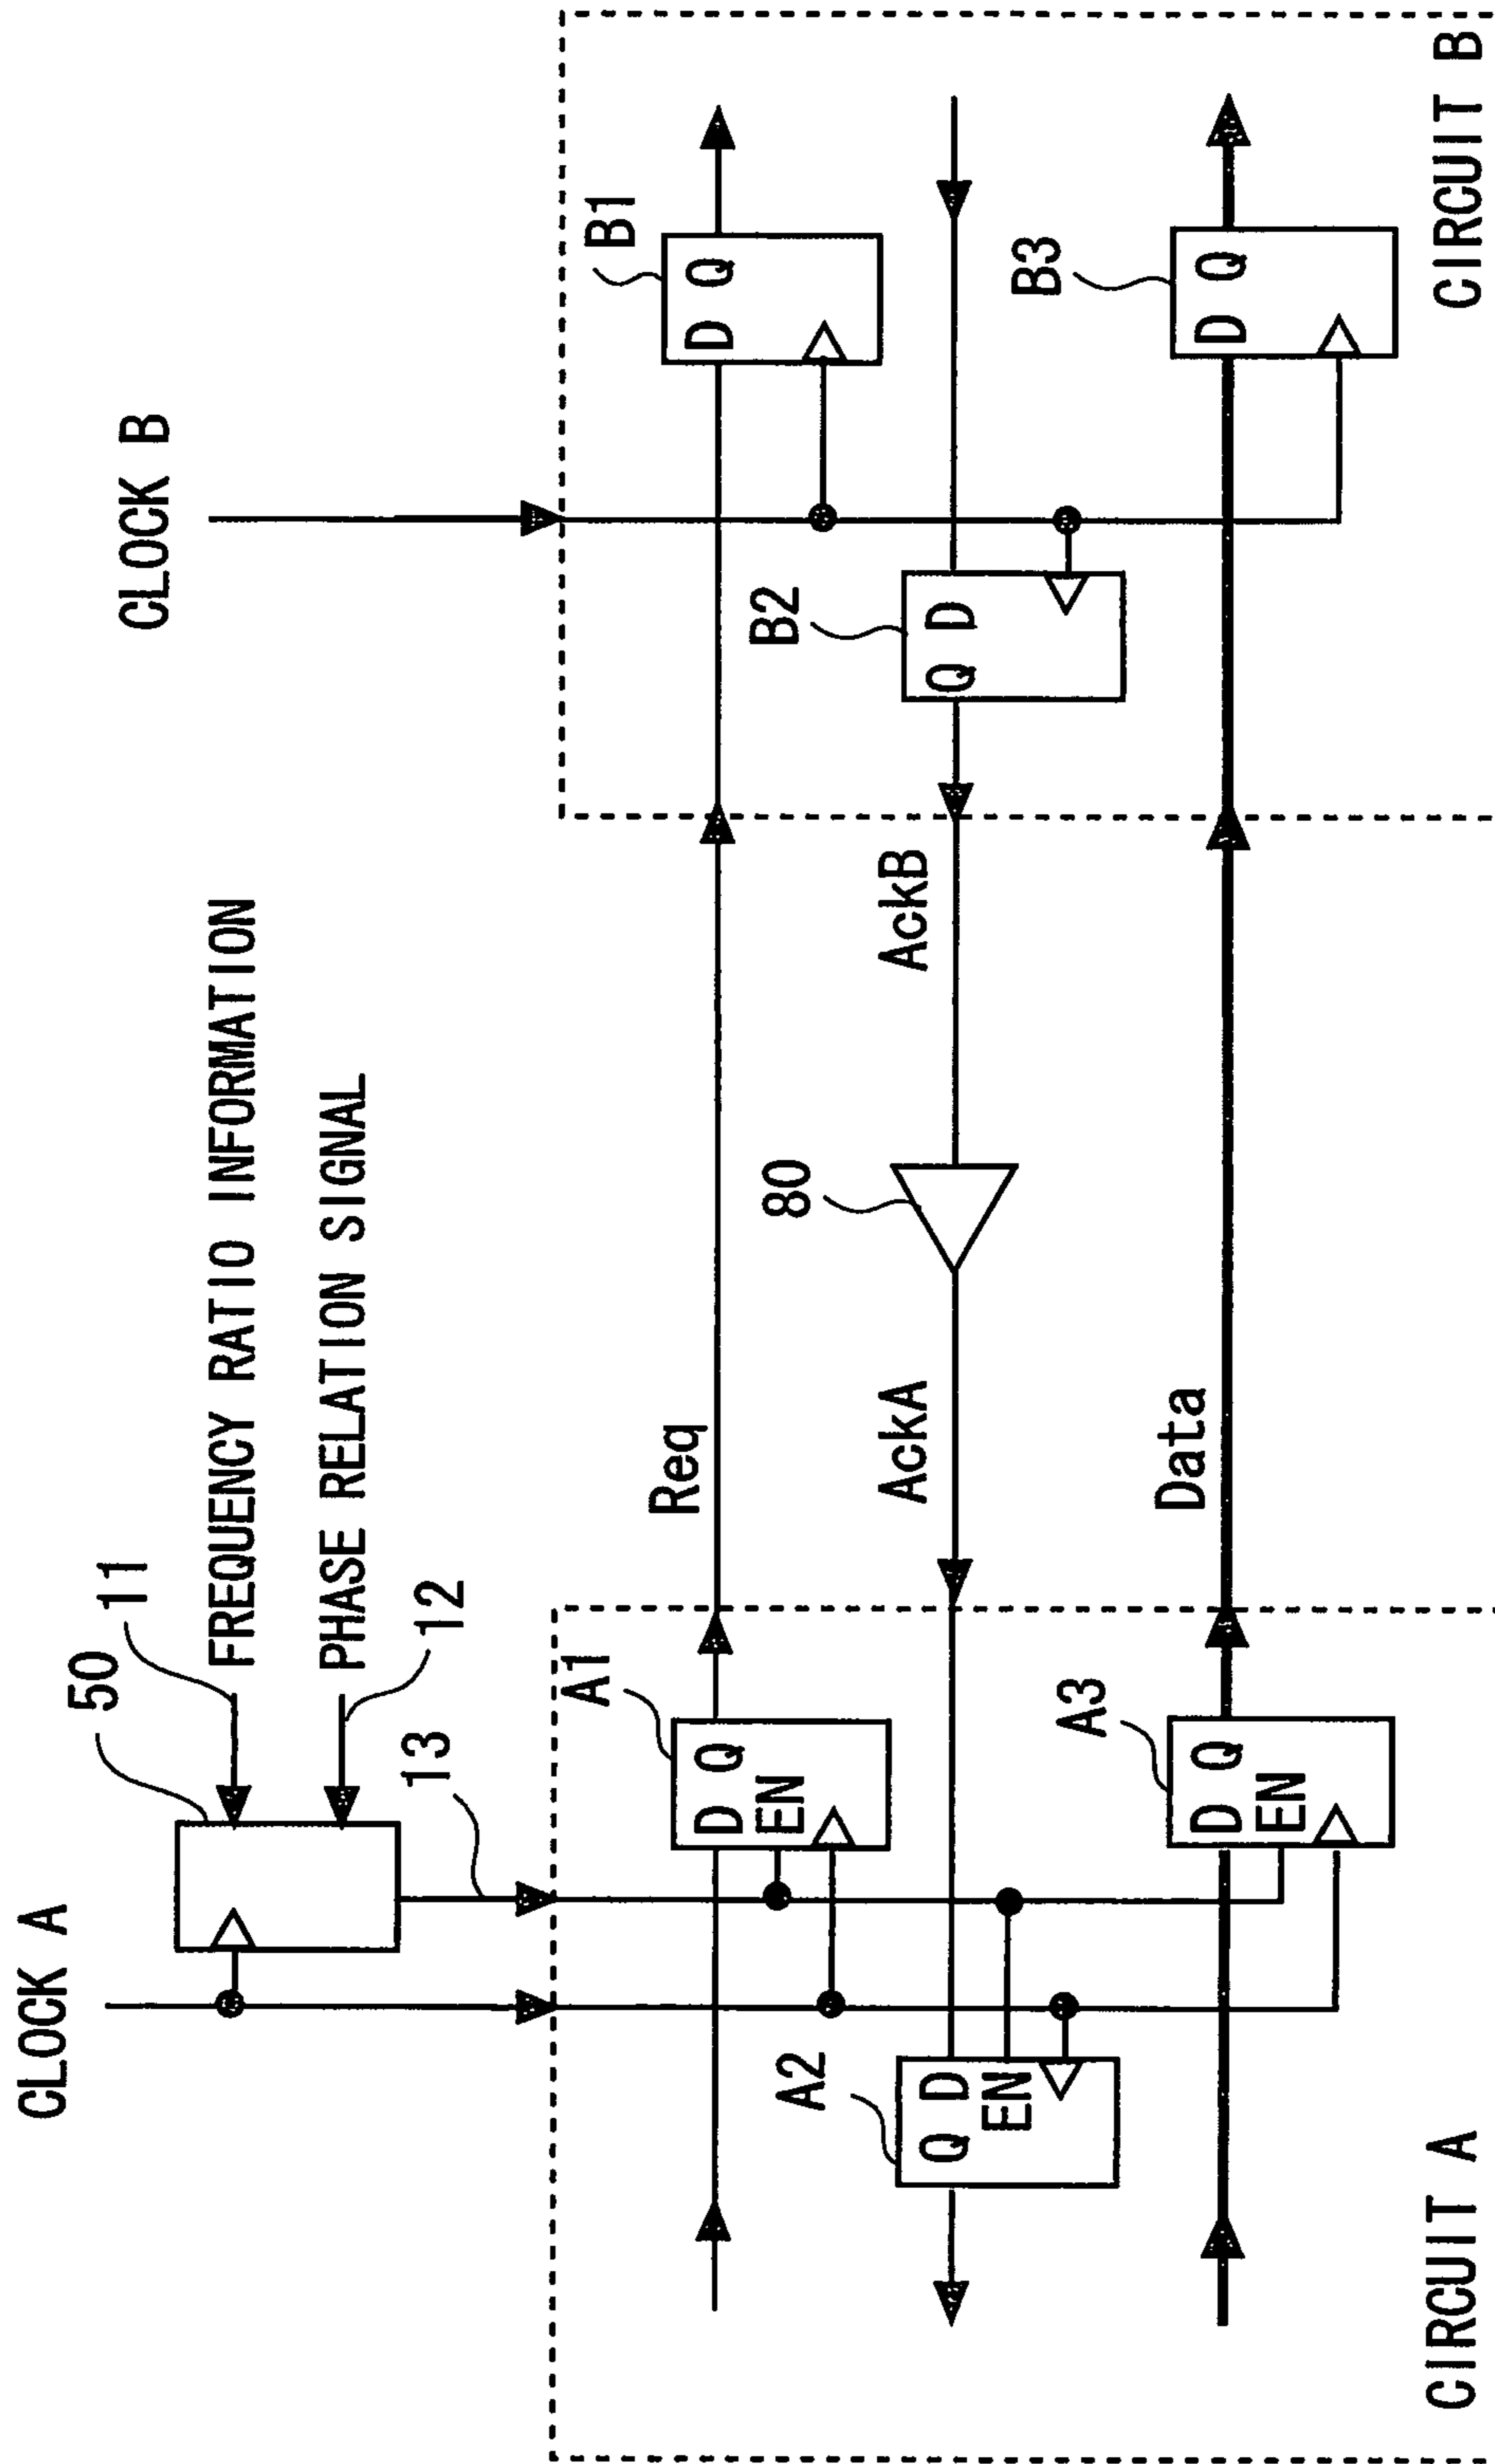 CLOCK A
CLOCK B
50
11
FREQUENCY RATIO INFORMATION
PHASE RELATION SIGNAL
12
13
A1
D Q
EN
Req
B1
D Q
A2
Q D
EN
AckA
80
AckB
B2
Q D
A3
D Q
EN
Data
B3
D Q
CIRCUIT A
CIRCUIT B